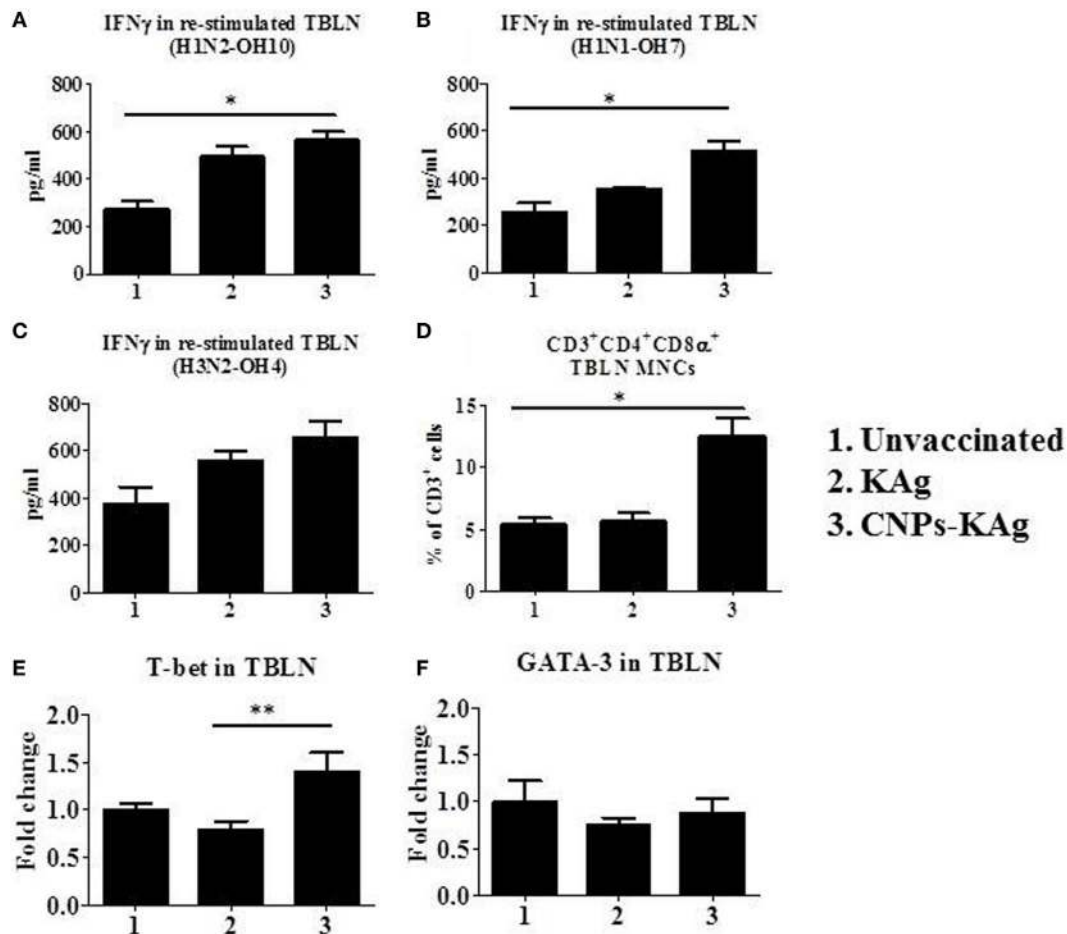 A
IFNγ in re-stimulated TBLN
(H1N2-OH10)
pg/ml
800
600
400
200
0
*
1 2 3
B
IFNγ in re-stimulated TBLN
(H1N1-OH7)
pg/ml
800
600
400
200
0
*
1 2 3
C
IFNγ in re-stimulated TBLN
(H3N2-OH4)
pg/ml
800
600
400
200
0
1 2 3
D
CD3+CD4+CD8α+
TBLN MNCs
% of CD3+ cells
15
10
5
0
*
1 2 3
1. Unvaccinated
2. KAg
3. CNPs-KAg
E
T-bet in TBLN
Fold change
2.0
1.5
1.0
0.5
0.0
**
1 2 3
F
GATA-3 in TBLN
Fold change
2.0
1.5
1.0
0.5
0.0
1 2 3